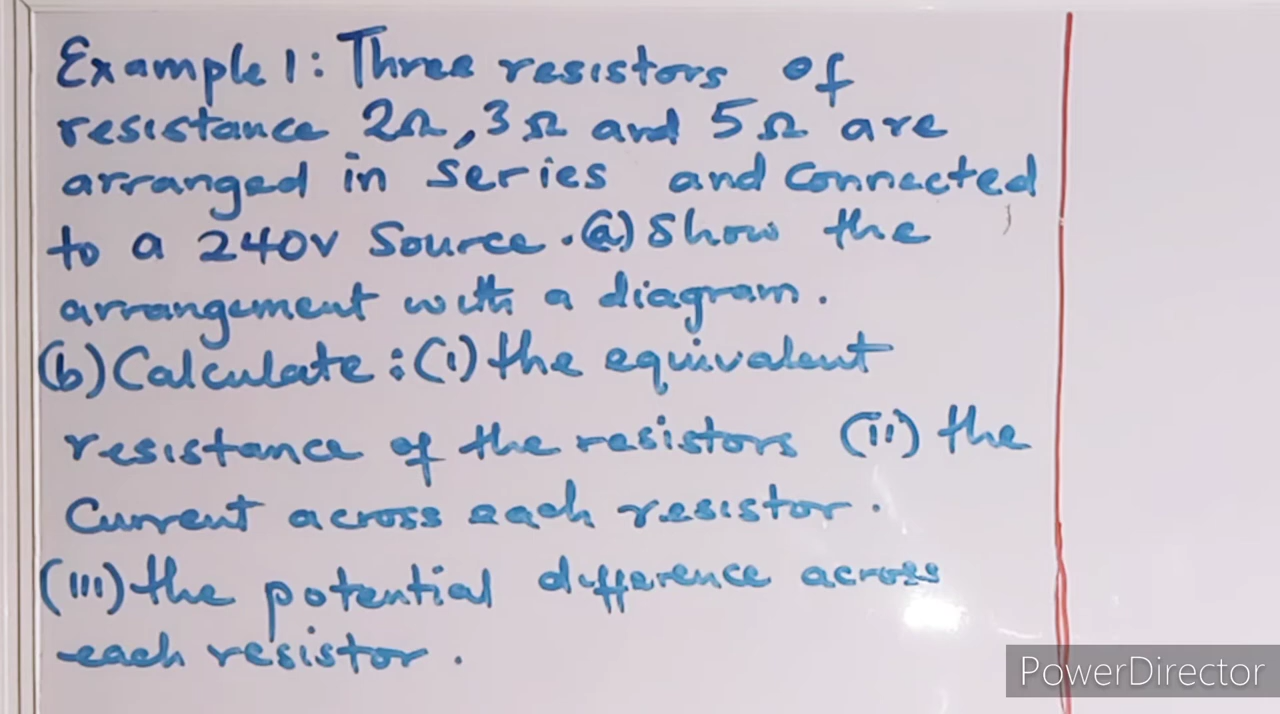 Example 1: Three resistors of
resistance 2Ω, 3Ω and 5Ω are
arranged in series and connected
to a 240V source. (a) Show the
arrangement with a diagram.
(b) Calculate: (i) the equivalent
resistance of the resistors (ii) the
Current across each resistor.
(iii) the potential difference across
each resistor.
PowerDirector